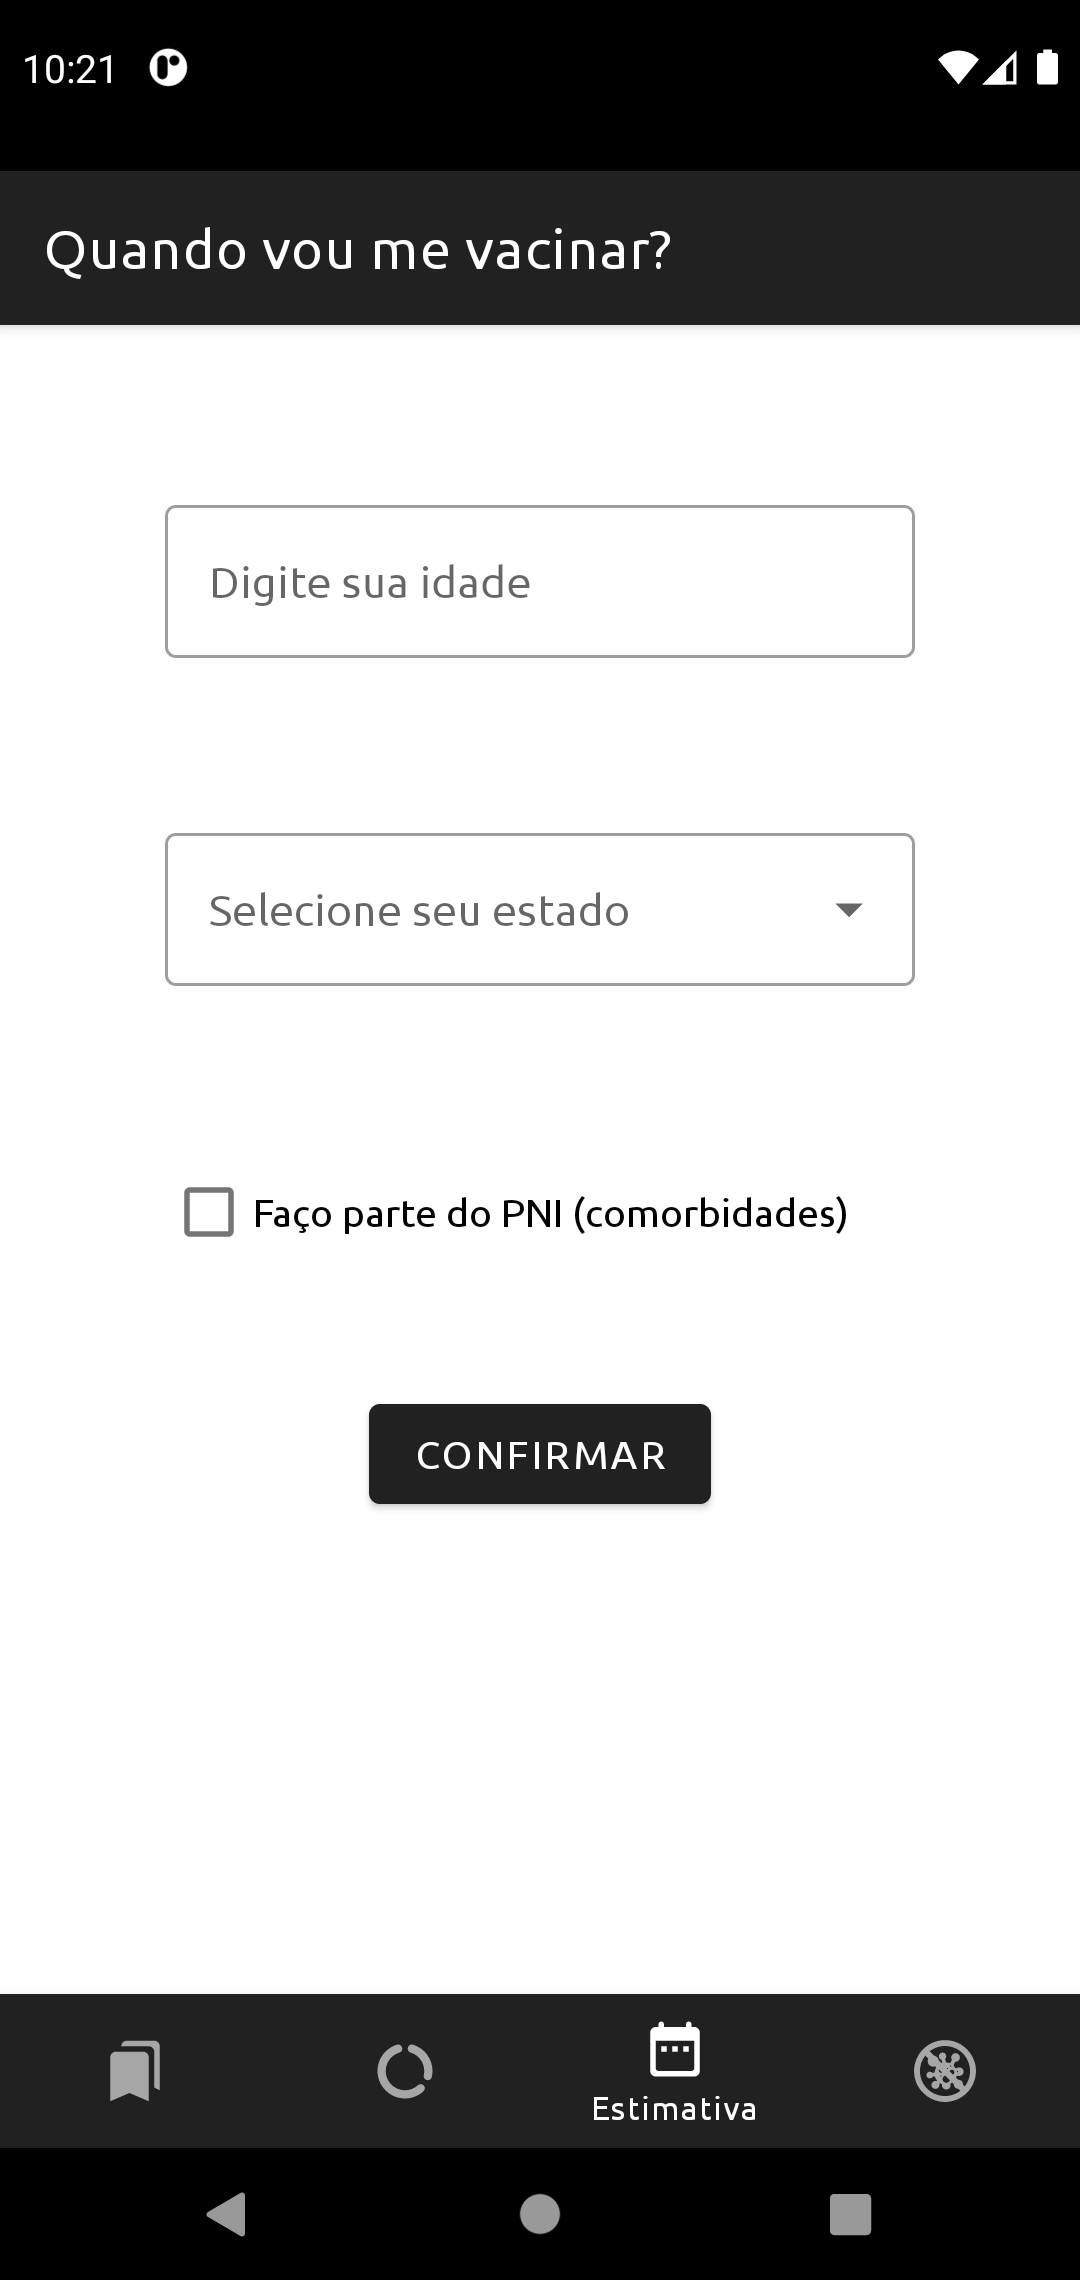 10:21
Quando vou me vacinar?
Digite sua idade
Selecione seu estado
Faço parte do PNI (comorbidades)
CONFIRMAR
Estimativa